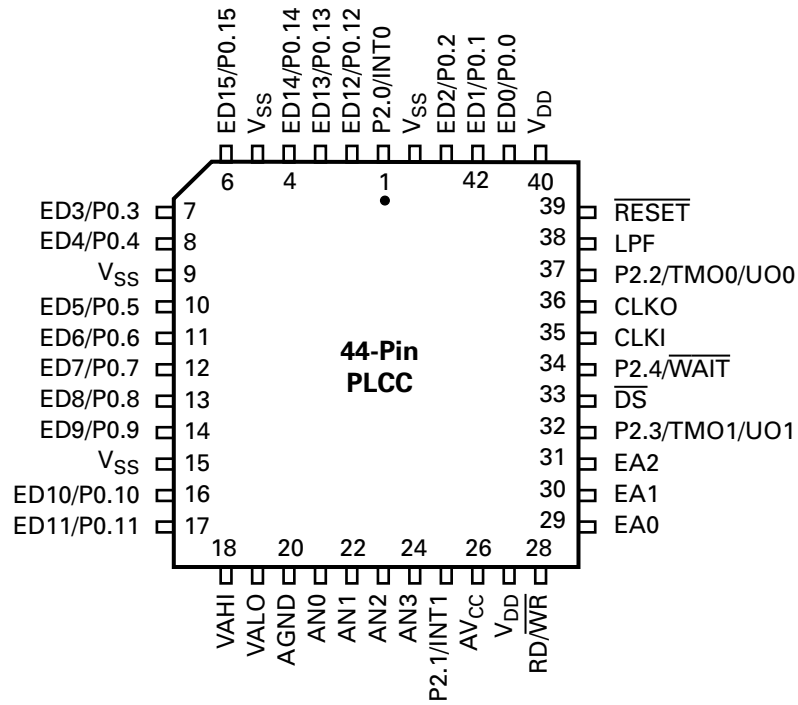 ED15/P0.15
VSS
ED14/P0.14
ED13/P0.13
ED12/P0.12
P2.0/INT0
VSS
ED2/P0.2
ED1/P0.1
ED0/P0.0
VDD
6
4
1
42
40
ED3/P0.3 7
ED4/P0.4 8
VSS 9
ED5/P0.5 10
ED6/P0.6 11
ED7/P0.7 12
ED8/P0.8 13
ED9/P0.9 14
VSS 15
ED10/P0.10 16
ED11/P0.11 17
44-Pin
PLCC
39 RESET
38 LPF
37 P2.2/TMO0/UO0
36 CLKO
35 CLKI
34 P2.4/WAIT
33 DS
32 P2.3/TMO1/UO1
31 EA2
30 EA1
29 EA0
18
20
22
24
26
28
VAHI
VALO
AGND
AN0
AN1
AN2
AN3
P2.1/INT1
AVCC
VDD
RD/WR